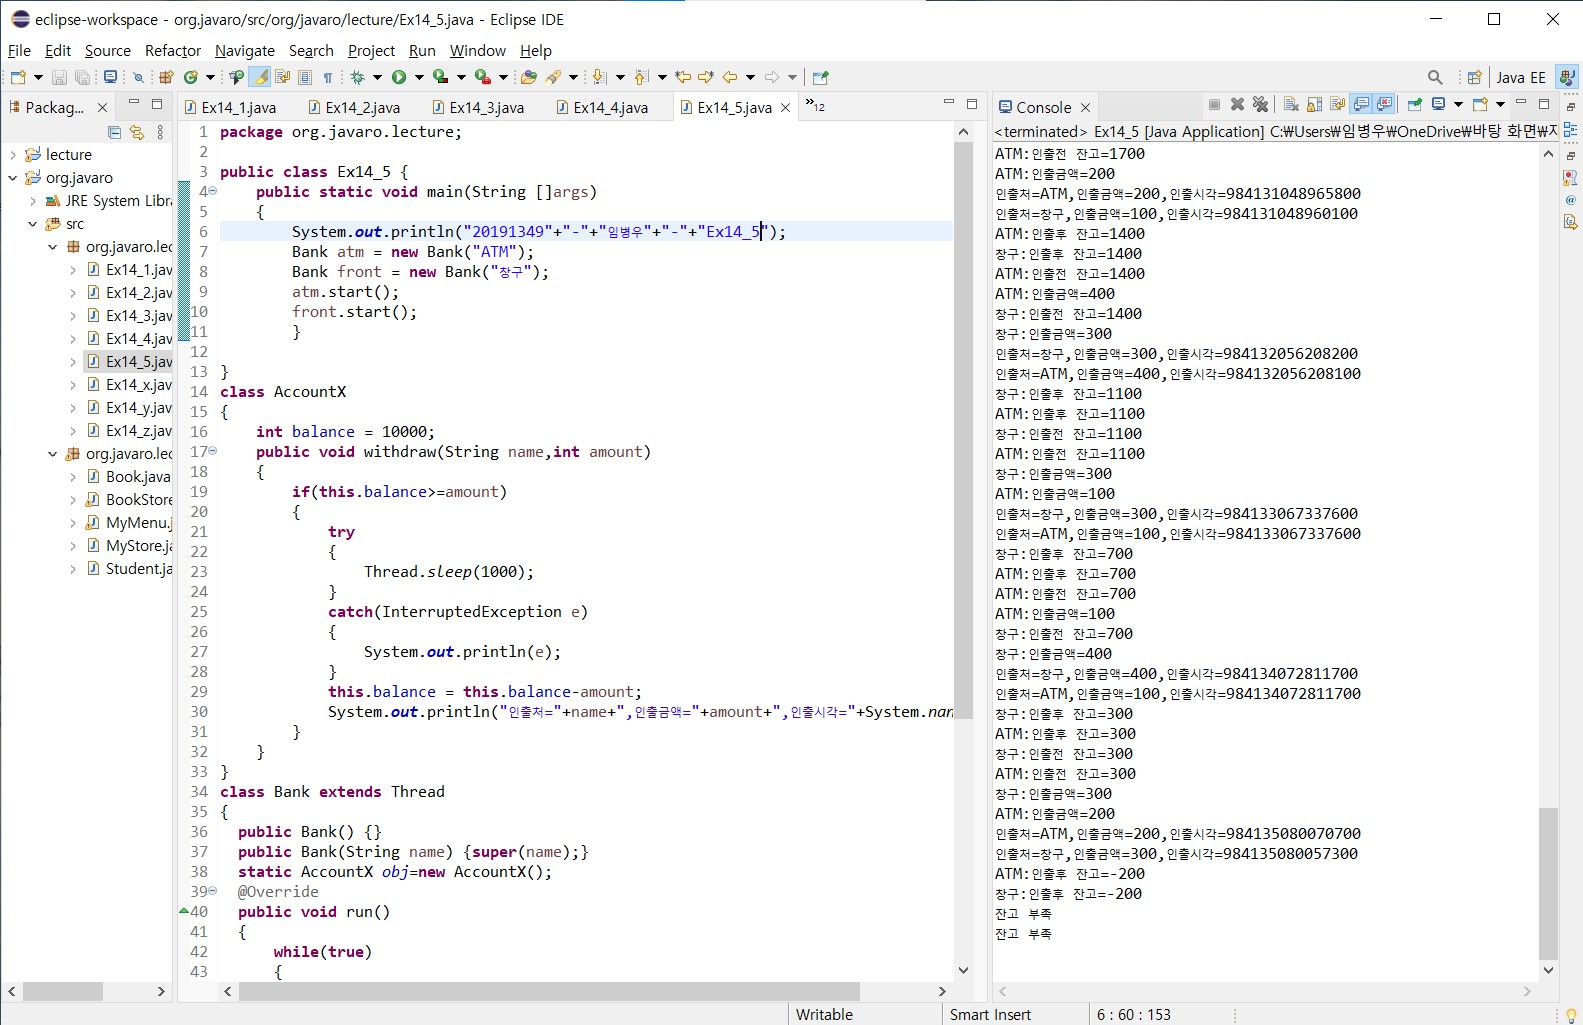 eclipse-workspace - org.javaro/src/org/javaro/lecture/Ex14_5.java - Eclipse IDE
File Edit Source Refactor Navigate Search Project Run Window Help
Java EE
Packag...
lecture
org.javaro
JRE System Libra
src
org.javaro.lec
Ex14_1.jav
Ex14_2.jav
Ex14_3.jav
Ex14_4.jav
Ex14_5.jav
Ex14_x.jav
Ex14_y.jav
Ex14_z.jav
org.javaro.lec
Book.java
BookStore
MyMenu.j
MyStore.ja
Student.ja
Ex14_1.java Ex14_2.java Ex14_3.java Ex14_4.java Ex14_5.java »12
1 package org.javaro.lecture;
2
3 public class Ex14_5 {
4 public static void main(String []args)
5 {
6 System.out.println("20191349"+"-"+"임병우"+"-"+"Ex14_5");
7 Bank atm = new Bank("ATM");
8 Bank front = new Bank("창구");
9 atm.start();
10 front.start();
11 }
12
13 }
14 class AccountX
15 {
16 int balance = 10000;
17 public void withdraw(String name,int amount)
18 {
19 if(this.balance>=amount)
20 {
21 try
22 {
23 Thread.sleep(1000);
24 }
25 catch(InterruptedException e)
26 {
27 System.out.println(e);
28 }
29 this.balance = this.balance-amount;
30 System.out.println("인출처="+name+",인출금액="+amount+",인출시각="+System.nan
31 }
32 }
33 }
34 class Bank extends Thread
35 {
36 public Bank() {}
37 public Bank(String name) {super(name);}
38 static AccountX obj=new AccountX();
39 @Override
40 public void run()
41 {
42 while(true)
43 {
Console
<terminated> Ex14_5 [Java Application] C:₩Users₩임병우₩OneDrive₩바탕 화면₩자
ATM:인출전 잔고=1700
ATM:인출금액=200
인출처=ATM,인출금액=200,인출시각=984131048965800
인출처=창구,인출금액=100,인출시각=984131048960100
ATM:인출후 잔고=1400
창구:인출후 잔고=1400
ATM:인출전 잔고=1400
ATM:인출금액=400
창구:인출전 잔고=1400
창구:인출금액=300
인출처=창구,인출금액=300,인출시각=984132056208200
인출처=ATM,인출금액=400,인출시각=984132056208100
창구:인출후 잔고=1100
ATM:인출후 잔고=1100
창구:인출전 잔고=1100
ATM:인출전 잔고=1100
창구:인출금액=300
ATM:인출금액=100
인출처=창구,인출금액=300,인출시각=984133067337600
인출처=ATM,인출금액=100,인출시각=984133067337600
창구:인출후 잔고=700
ATM:인출후 잔고=700
ATM:인출전 잔고=700
ATM:인출금액=100
창구:인출전 잔고=700
창구:인출금액=400
인출처=창구,인출금액=400,인출시각=984134072811700
인출처=ATM,인출금액=100,인출시각=984134072811700
창구:인출후 잔고=300
ATM:인출후 잔고=300
창구:인출전 잔고=300
ATM:인출전 잔고=300
창구:인출금액=300
ATM:인출금액=200
인출처=ATM,인출금액=200,인출시각=984135080070700
인출처=창구,인출금액=300,인출시각=984135080057300
ATM:인출후 잔고=-200
창구:인출후 잔고=-200
잔고 부족
잔고 부족
Writable Smart Insert 6 : 60 : 153